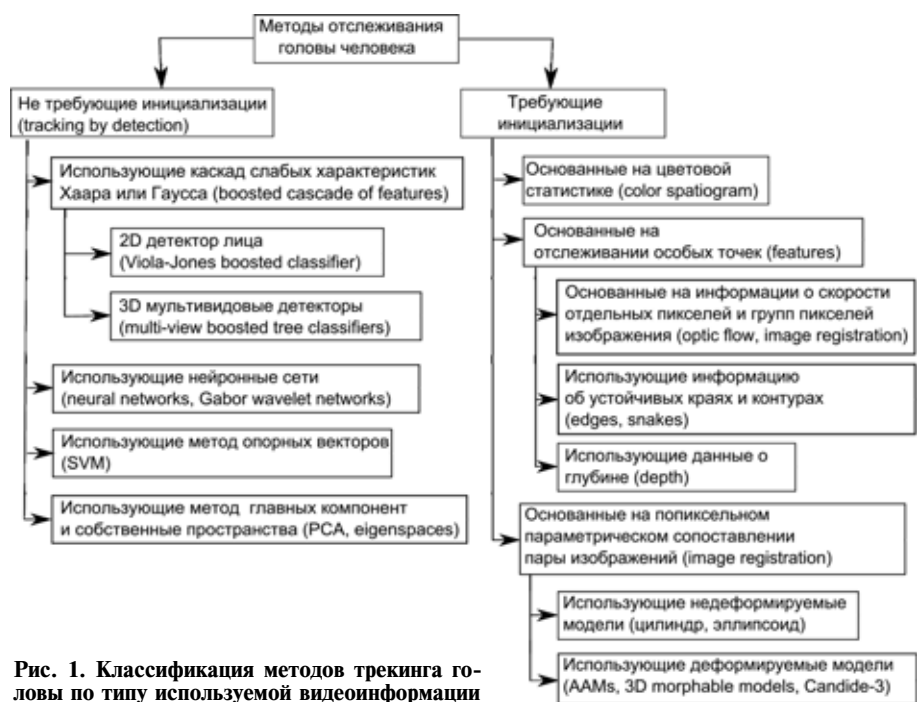 Методы отслеживания
головы человека
Не требующие инициализации
(tracking by detection)
Использующие каскад слабых характеристик
Хаара или Гаусса (boosted cascade of features)
2D детектор лица
(Viola-Jones boosted classifier)
3D мультивидовые детекторы
(multi-view boosted tree classifiers)
Использующие нейронные сети
(neural networks, Gabor wavelet networks)
Использующие метод опорных векторов
(SVM)
Использующие метод главных компонент
и собственные пространства (PCA, eigenspaces)
Требующие
инициализации
Основанные на цветовой
статистике (color spatiogram)
Основанные на
отслеживании особых точек (features)
Основанные на информации о скорости
отдельных пикселей и групп пикселей
изображения (optic flow, image registration)
Использующие информацию
об устойчивых краях и контурах
(edges, snakes)
Использующие данные о
глубине (depth)
Основанные на попиксельном
параметрическом сопоставлении
пары изображений (image registration)
Использующие недеформируемые
модели (цилиндр, эллипсоид)
Использующие деформируемые модели
(AAMs, 3D morphable models, Candide-3)
Рис. 1. Классификация методов трекинга го-
ловы по типу используемой видеоинформации